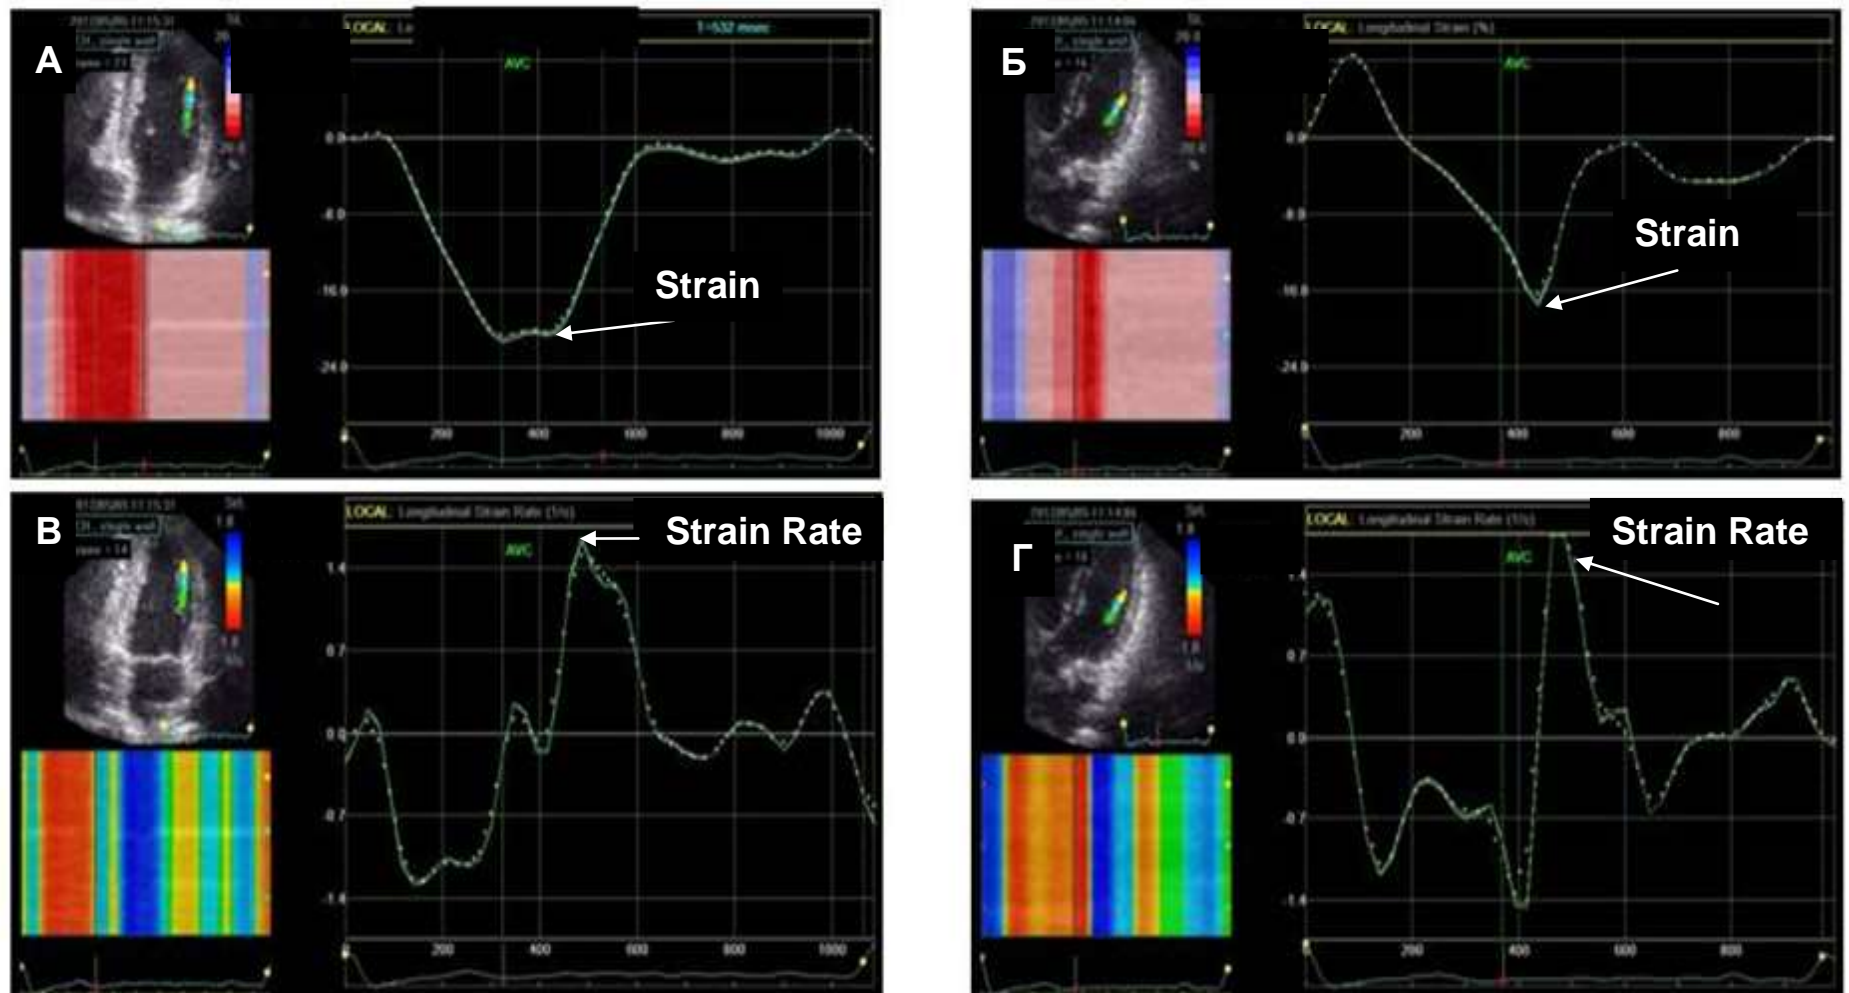 А
LOCAL
T=532 msec
AVC
0.0
-8.0
-16.0
-24.0
Strain
200
400
600
800
1000
Б
LOCAL Longitudinal Strain (%)
AVC
0.0
-8.0
-16.0
-24.0
Strain
200
400
600
800
В
LOCAL Longitudinal Strain Rate (1/s)
Strain Rate
AVC
1.4
0.7
0.0
-0.7
-1.4
200
400
600
800
1000
Г
LOCAL Longitudinal Strain Rate (1/s)
Strain Rate
AVC
1.4
0.7
0.0
-0.7
-1.4
200
400
600
800